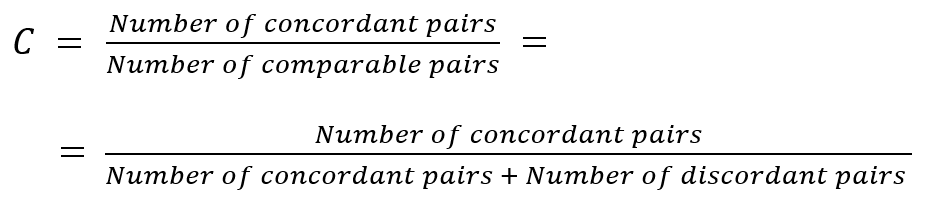 C = Number of concordant pairs / Number of comparable pairs =
= Number of concordant pairs / Number of concordant pairs + Number of discordant pairs